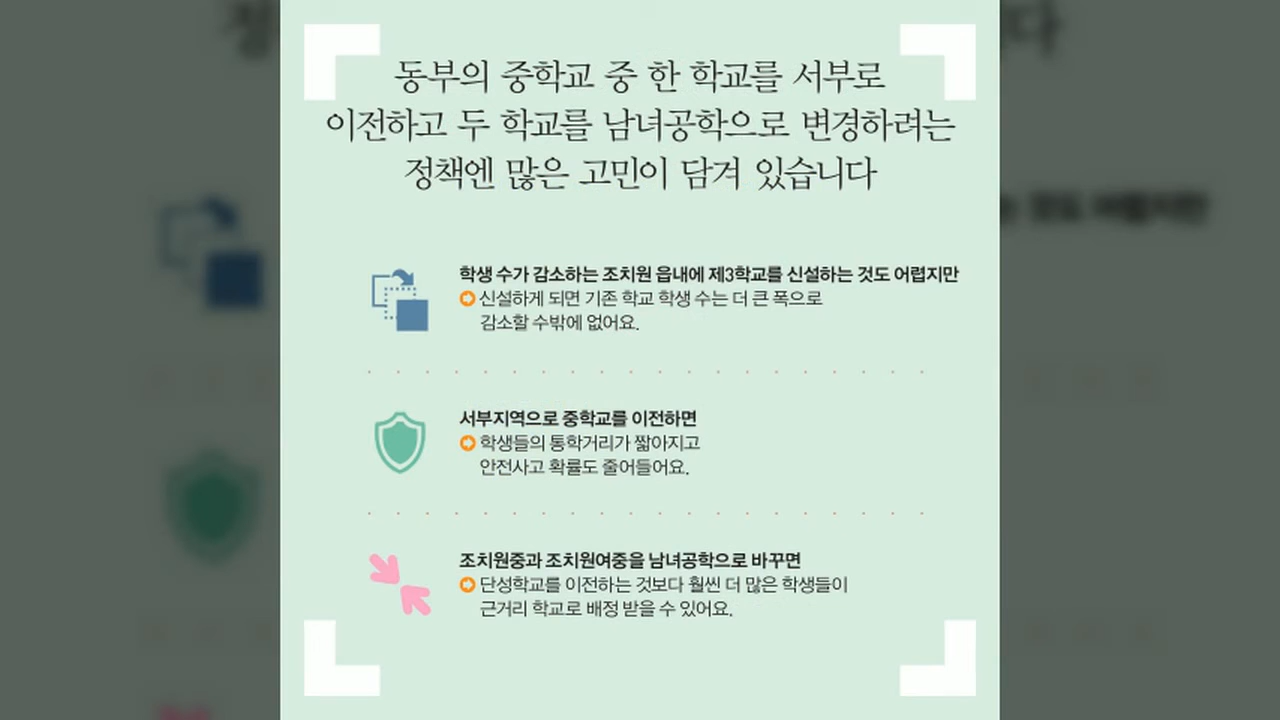 동부의 중학교 중 한 학교를 서부로
이전하고 두 학교를 남녀공학으로 변경하려는
정책엔 많은 고민이 담겨 있습니다
학생 수가 감소하는 조치원 읍내에 제3학교를 신설하는 것도 어렵지만
신설하게 되면 기존 학교 학생 수는 더 큰 폭으로
감소할 수밖에 없어요.
서부지역으로 중학교를 이전하면
학생들의 통학거리가 짧아지고
안전사고 확률도 줄어들어요.
조치원중과 조치원여중을 남녀공학으로 바꾸면
단성학교를 이전하는 것보다 훨씬 더 많은 학생들이
근거리 학교로 배정 받을 수 있어요.